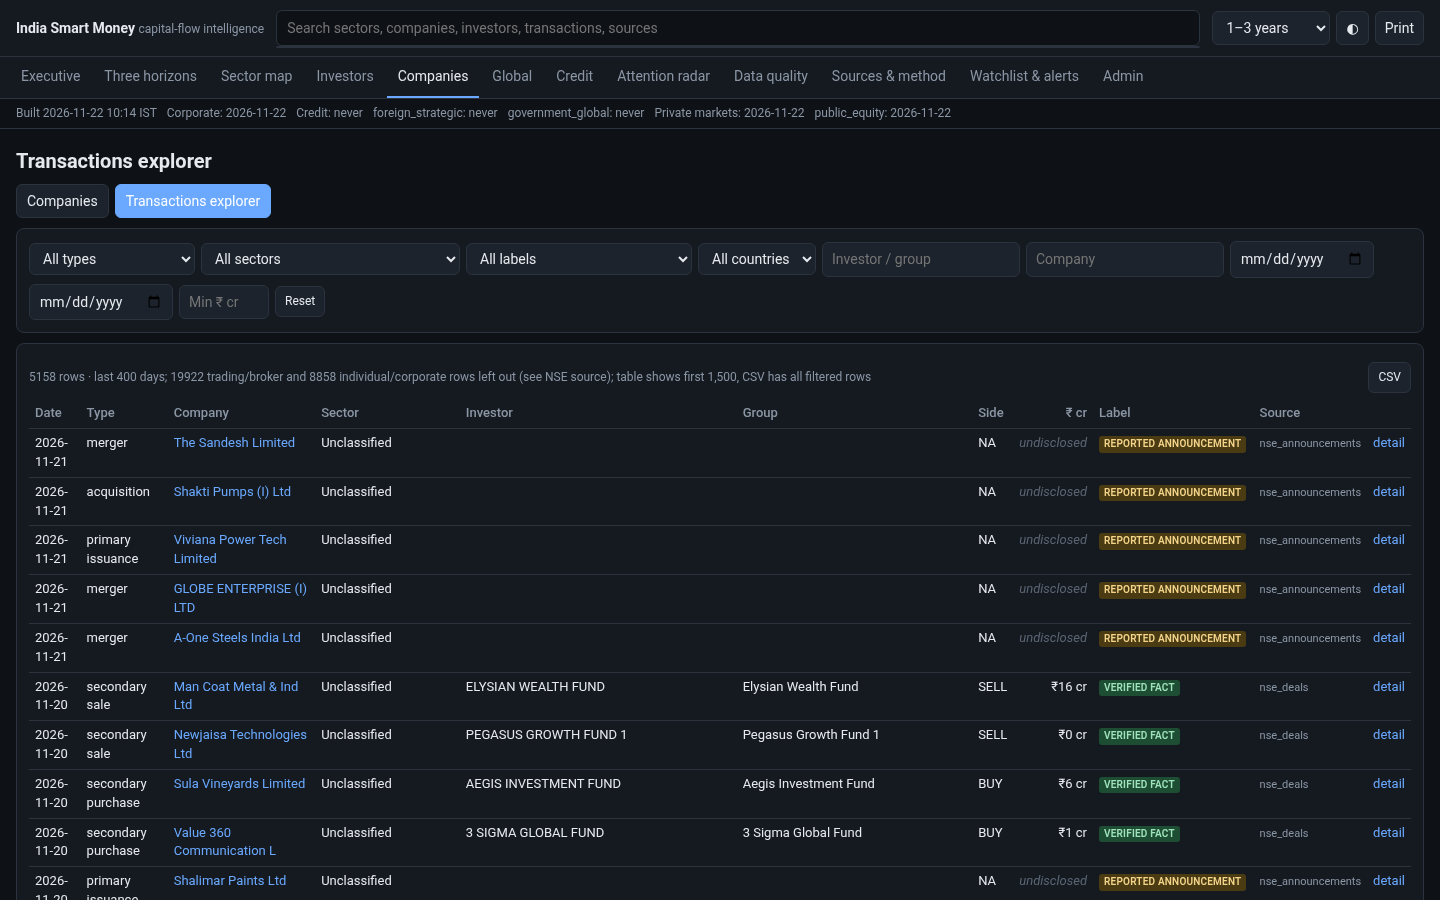 India Smart Money capital-flow intelligence Search sectors, companies, investors, transactions, sources 1–3 years Print
Executive Three horizons Sector map Investors Companies Global Credit Attention radar Data quality Sources & method Watchlist & alerts Admin
Built 2026-11-22 10:14 IST Corporate: 2026-11-22 Credit: never foreign_strategic: never government_global: never Private markets: 2026-11-22 public_equity: 2026-11-22
Transactions explorer
Companies Transactions explorer
All types All sectors All labels All countries Investor / group Company mm/dd/yyyy
mm/dd/yyyy Min ₹ cr Reset
5158 rows · last 400 days; 19922 trading/broker and 8858 individual/corporate rows left out (see NSE source); table shows first 1,500, CSV has all filtered rows CSV
Date Type Company Sector Investor Group Side ₹ cr Label Source
2026- merger The Sandesh Limited Unclassified NA undisclosed REPORTED ANNOUNCEMENT nse_announcements detail
11-21
2026- acquisition Shakti Pumps (I) Ltd Unclassified NA undisclosed REPORTED ANNOUNCEMENT nse_announcements detail
11-21
2026- primary Viviana Power Tech Unclassified NA undisclosed REPORTED ANNOUNCEMENT nse_announcements detail
11-21 issuance Limited
2026- merger GLOBE ENTERPRISE (I) Unclassified NA undisclosed REPORTED ANNOUNCEMENT nse_announcements detail
11-21 LTD
2026- merger A-One Steels India Ltd Unclassified NA undisclosed REPORTED ANNOUNCEMENT nse_announcements detail
11-21
2026- secondary Man Coat Metal & Ind Unclassified ELYSIAN WEALTH FUND Elysian Wealth Fund SELL ₹16 cr VERIFIED FACT nse_deals detail
11-20 sale Ltd
2026- secondary Newjaisa Technologies Unclassified PEGASUS GROWTH FUND 1 Pegasus Growth Fund 1 SELL ₹0 cr VERIFIED FACT nse_deals detail
11-20 sale Ltd
2026- secondary Sula Vineyards Limited Unclassified AEGIS INVESTMENT FUND Aegis Investment Fund BUY ₹6 cr VERIFIED FACT nse_deals detail
11-20 purchase
2026- secondary Value 360 Unclassified 3 SIGMA GLOBAL FUND 3 Sigma Global Fund BUY ₹1 cr VERIFIED FACT nse_deals detail
11-20 purchase Communication L
2026- primary Shalimar Paints Ltd Unclassified NA undisclosed REPORTED ANNOUNCEMENT nse_announcements detail
11-20 issuance